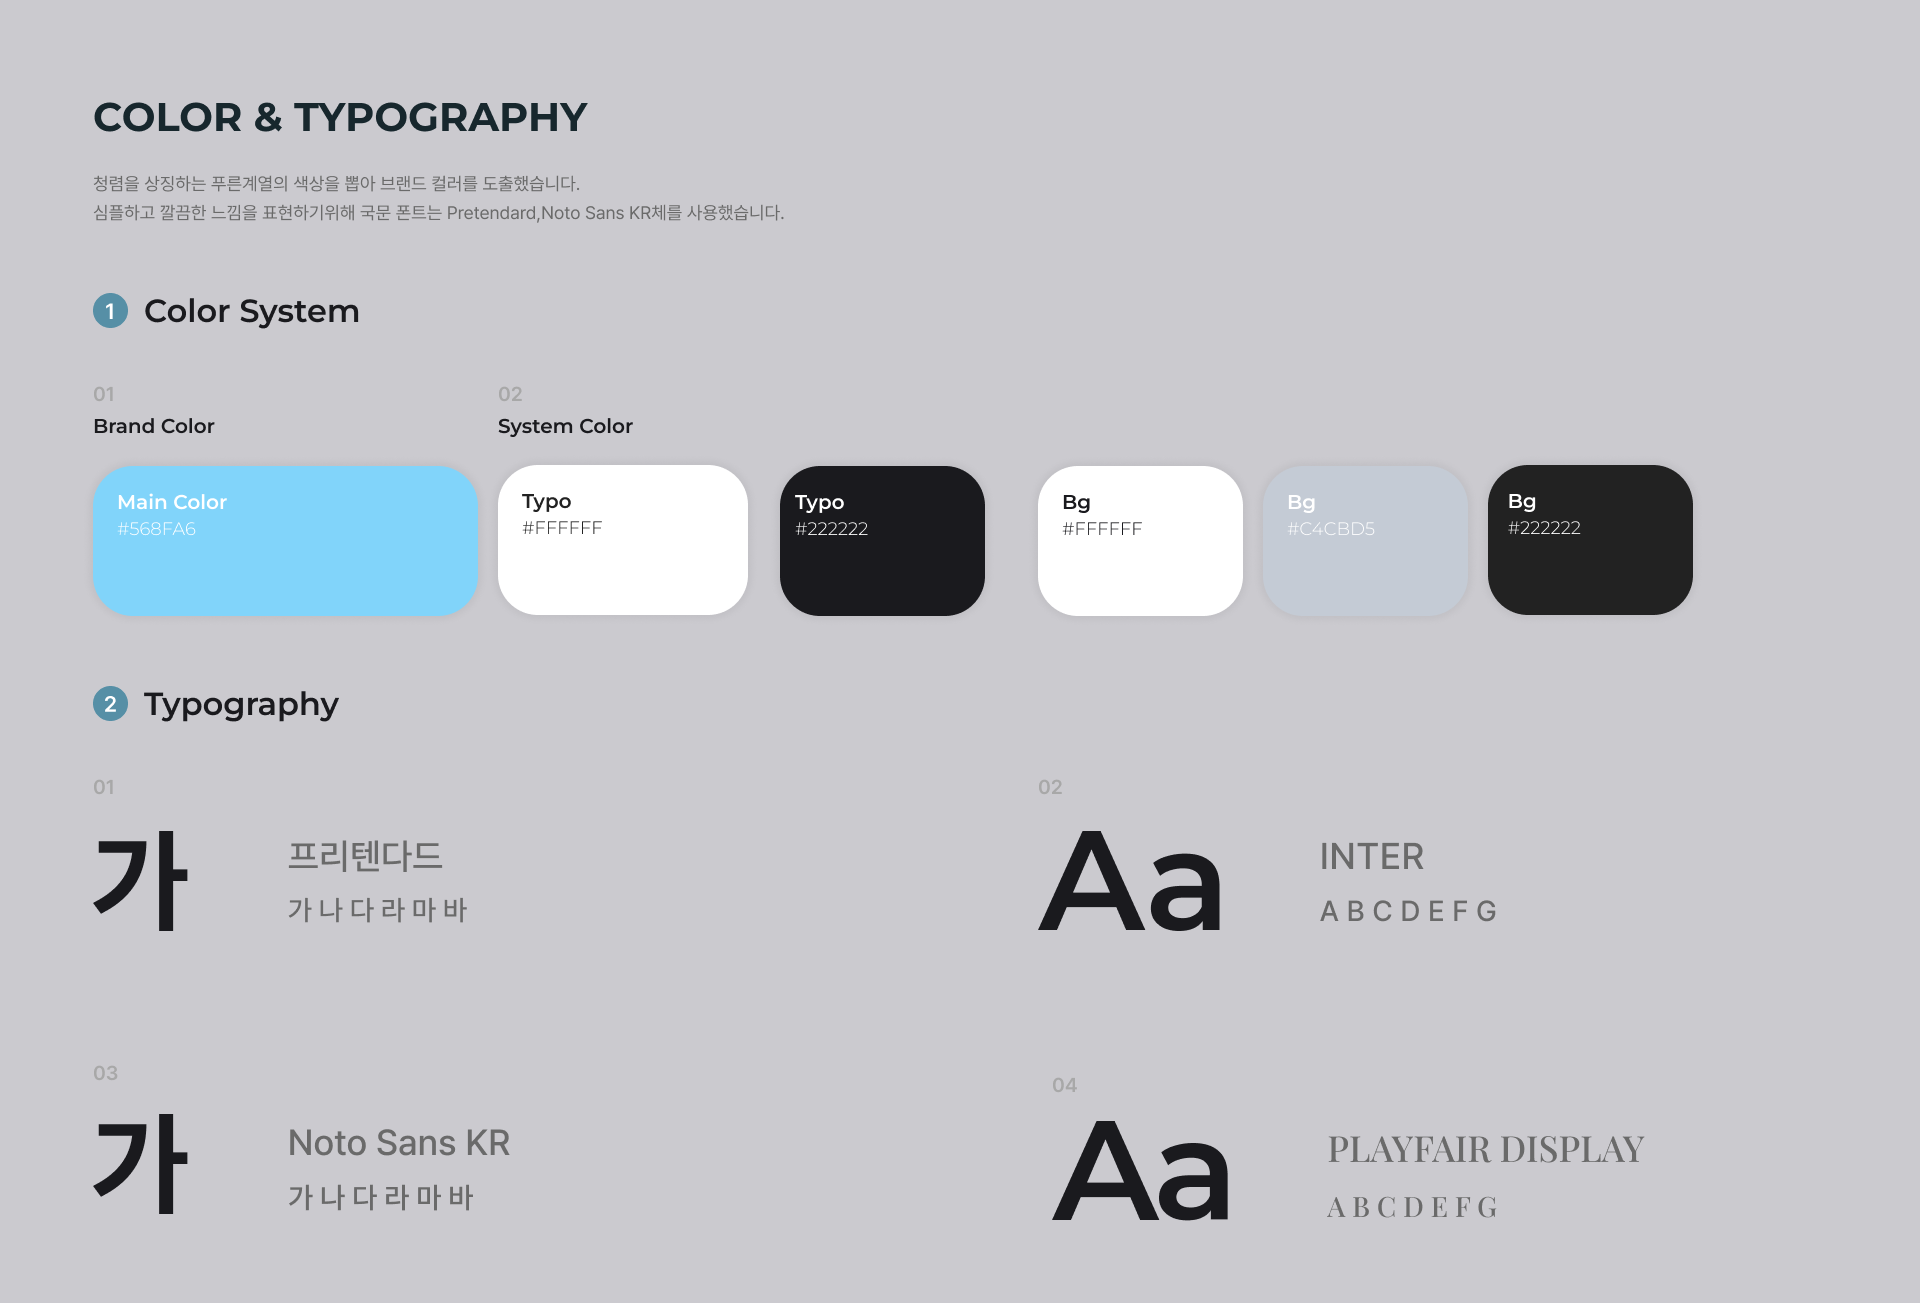 COLOR & TYPOGRAPHY
청렴을 상징하는 푸른계열의 색상을 뽑아 브랜드 컬러를 도출했습니다.
심플하고 깔끔한 느낌을 표현하기위해 국문 폰트는 Pretendard,Noto Sans KR체를 사용했습니다.
1 Color System
01
Brand Color
02
System Color
Main Color
#568FA6
Typo
#FFFFFF
Typo
#222222
Bg
#FFFFFF
Bg
#C4CBD5
Bg
#222222
2 Typography
01
가
프리텐다드
가 나 다 라 마 바
02
Aa
INTER
A B C D E F G
03
가
Noto Sans KR
가 나 다 라 마 바
04
Aa
PLAYFAIR DISPLAY
A B C D E F G